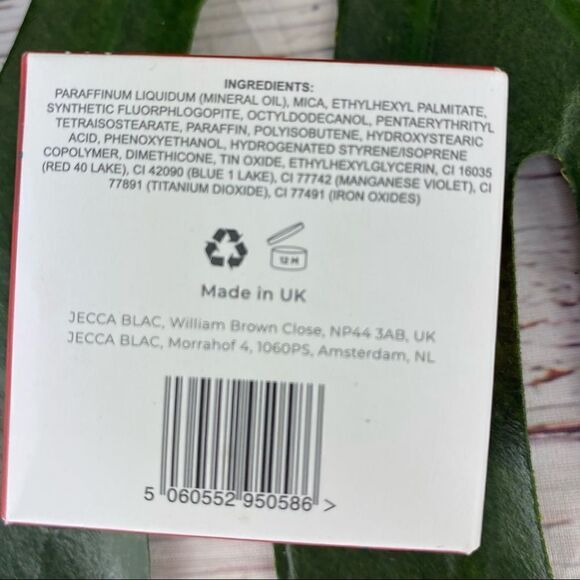 INGREDIENTS:
PARAFFINUM LIQUIDUM (MINERAL OIL), MICA, ETHYLHEXYL PALMITATE,
SYNTHETIC FLUORPHLOGOPITE, OCTYLDODECANOL, PENTAERYTHRITYL
TETRAISOSTEARATE, PARAFFIN, POLYISOBUTENE, HYDROXYSTEARIC
ACID, PHENOXYETHANOL, HYDROGENATED STYRENE/ISOPRENE
COPOLYMER, DIMETHICONE, TIN OXIDE, ETHYLHEXYLGLYCERIN, CI 16035
(RED 40 LAKE), CI 42090 (BLUE 1 LAKE), CI 77742 (MANGANESE VIOLET), CI
77891 (TITANIUM DIOXIDE), CI 77491 (IRON OXIDES)
12 M
Made in UK
JECCA BLAC, William Brown Close, NP44 3AB, UK
JECCA BLAC, Morrahof 4, 1060PS, Amsterdam, NL
5 060552 950586 >